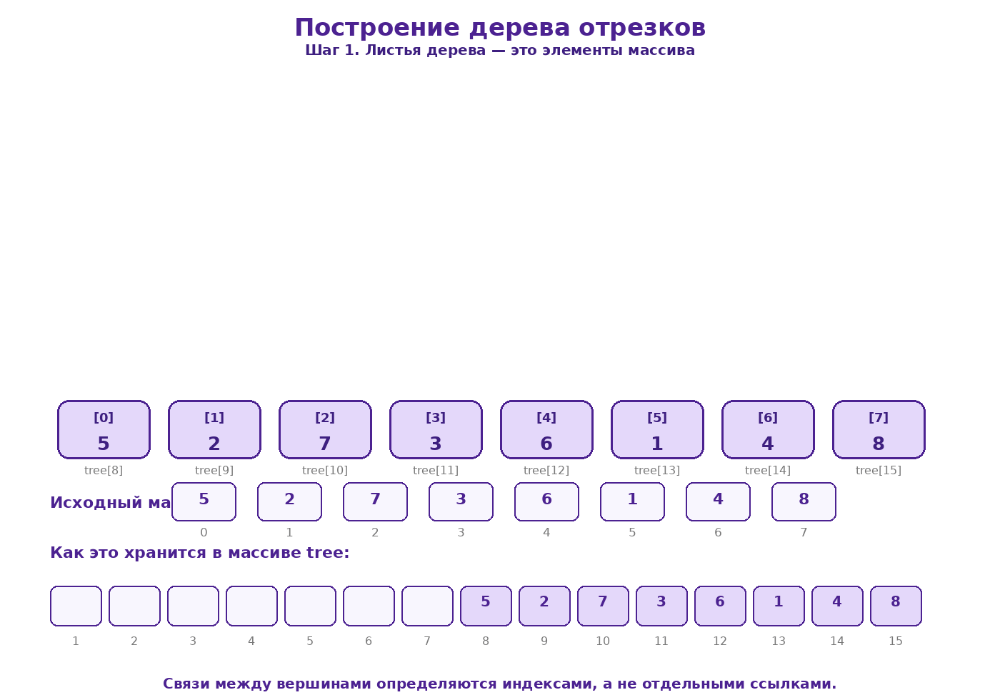 Построение дерева отрезков
Шаг 1. Листья дерева — это элементы массива
[0] [1] [2] [3] [4] [5] [6] [7]
5 2 7 3 6 1 4 8
tree[8] tree[9] tree[10] tree[11] tree[12] tree[13] tree[14] tree[15]
Исходный ма 5 2 7 3 6 1 4 8
0 1 2 3 4 5 6 7
Как это хранится в массиве tree:
5 2 7 3 6 1 4 8
1 2 3 4 5 6 7 8 9 10 11 12 13 14 15
Связи между вершинами определяются индексами, а не отдельными ссылками.